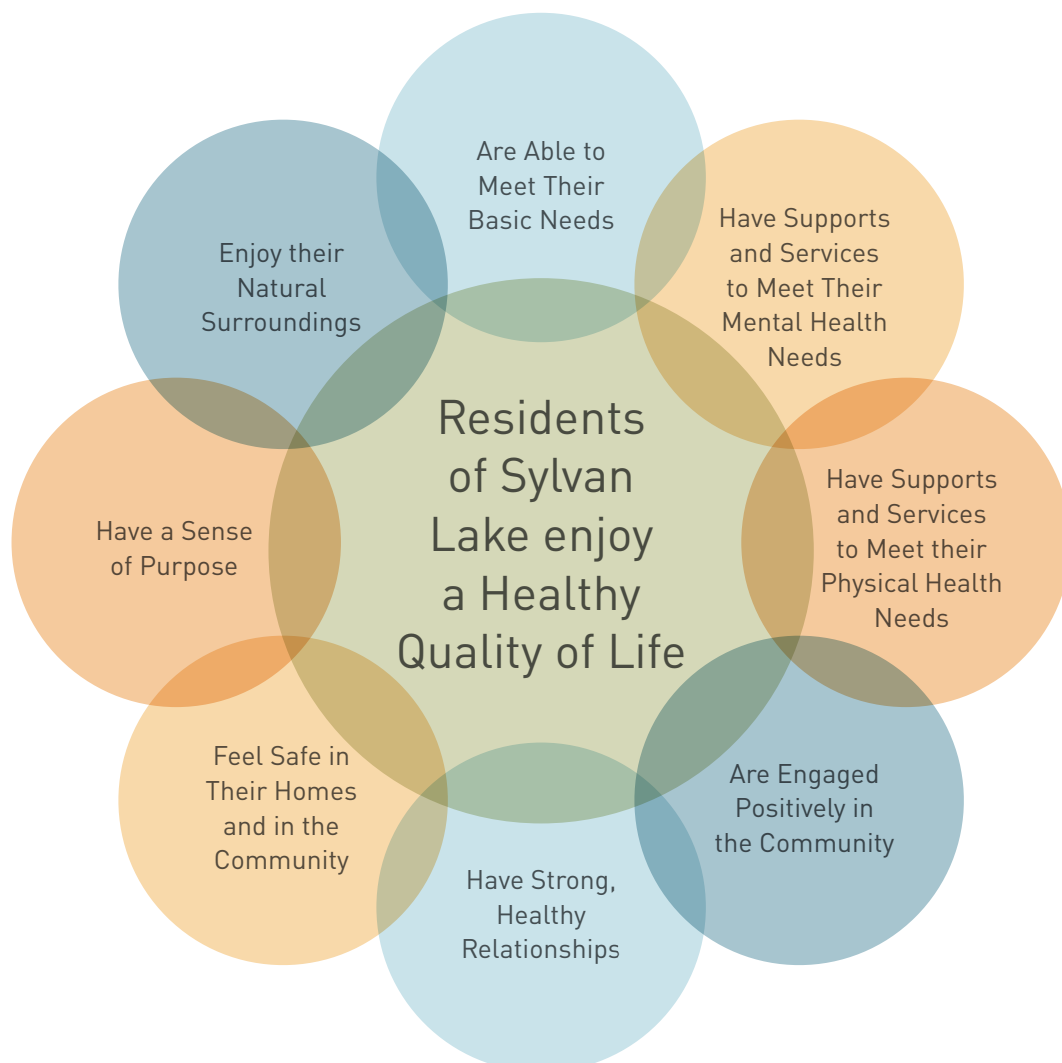 Are Able to
Meet Their
Basic Needs
Have Supports
and Services
to Meet Their
Mental Health
Needs
Have Supports
and Services
to Meet their
Physical Health
Needs
Are Engaged
Positively in
the Community
Have Strong,
Healthy
Relationships
Feel Safe in
Their Homes
and in the
Community
Have a Sense
of Purpose
Enjoy their
Natural
Surroundings
Residents
of Sylvan
Lake enjoy
a Healthy
Quality of Life